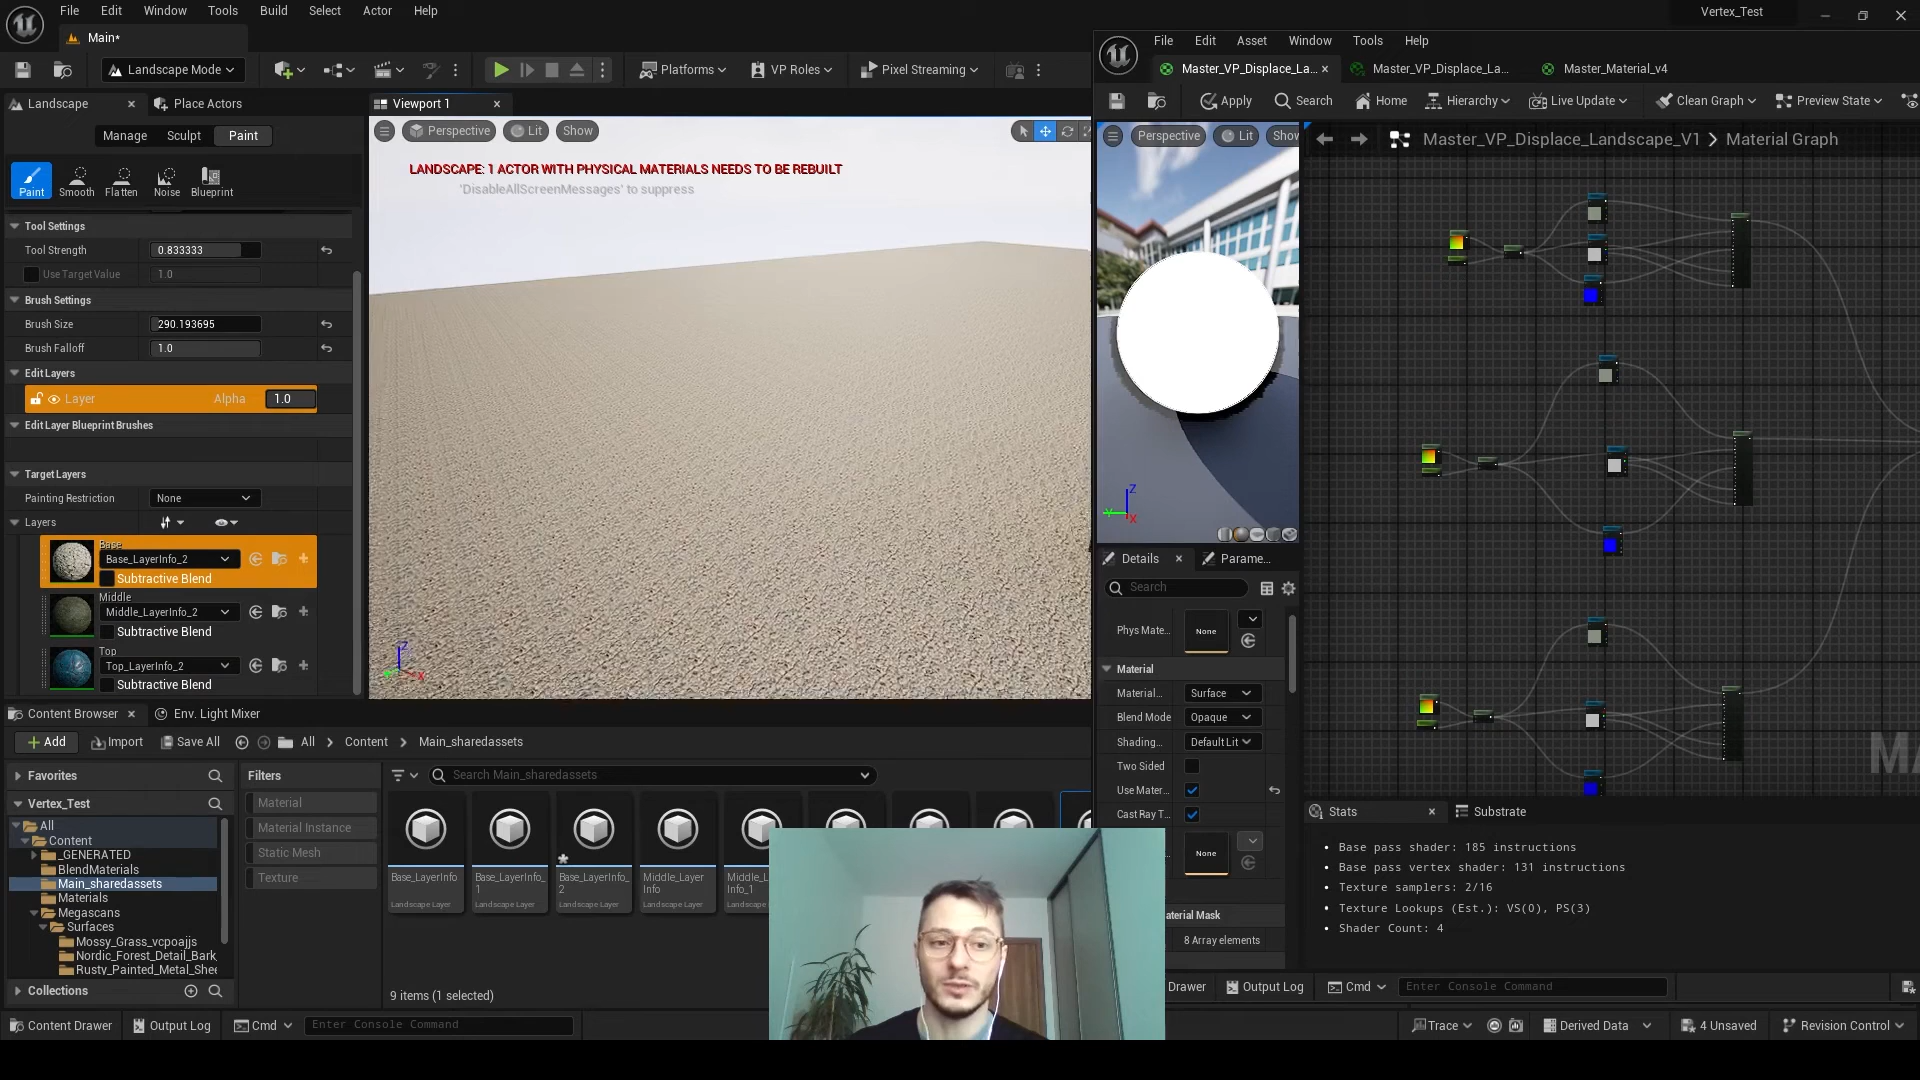 File Edit Window Tools Build Select Actor Help
Vertex_Test
Main*
Landscape Mode
Platforms
VP Roles
Pixel Streaming
Landscape
Place Actors
Manage Sculpt Paint
Paint Smooth Flatten Noise Blueprint
Tool Settings
Tool Strength 0.833333
Use Target Value 1.0
Brush Settings
Brush Size 290.193695
Brush Falloff 1.0
Edit Layers
Layer Alpha 1.0
Edit Layer Blueprint Brushes
Target Layers
Painting Restriction None
Layers
Base
Base_LayerInfo_2
Subtractive Blend
Middle
Middle_LayerInfo_2
Subtractive Blend
Top
Top_LayerInfo_2
Subtractive Blend
Viewport 1
Perspective Lit Show
LANDSCAPE: 1 ACTOR WITH PHYSICAL MATERIALS NEEDS TO BE REBUILT
'DisableAllScreenMessages' to suppress
Z
X
File Edit Asset Window Tools Help
Master_VP_Displace_La...
Master_VP_Displace_La...
Master_Material_v4
Apply Search Home Hierarchy Live Update Clean Graph Preview State
Perspective Lit Show
Master_VP_Displace_Landscape_V1 > Material Graph
Z
Y
X
MA
Details
Parame...
Search
Phys Mate... None
Material
Material... Surface
Blend Mode Opaque
Shading... Default Lit
Two Sided
Use Mater...
Cast Ray T
None
aterial Mask
8 Array elements
Stats
Substrate
• Base pass shader: 185 instructions
• Base pass vertex shader: 131 instructions
• Texture samplers: 2/16
• Texture Lookups (Est.): VS(0), PS(3)
• Shader Count: 4
Drawer Output Log Cmd Enter Console Command
Content Browser
Env. Light Mixer
Add Import Save All All > Content > Main_sharedassets
Favorites
Vertex_Test
All
Content
_GENERATED
BlendMaterials
Main_sharedassets
Materials
Megascans
Surfaces
Mossy_Grass_vcpoajjs
Nordic_Forest_Detail_Bark_
Rusty_Painted_Metal_Shee
Collections
Filters
Material
Material Instance
Static Mesh
Texture
Search Main_sharedassets
Base_LayerInfo
Landscape Layer
Base_LayerInfo_
1
Landscape Layer
Base_LayerInfo_
2
Landscape Layer
Middle_Layer
Info
Landscape Layer
Middle_L
Info_1
Landscape
9 items (1 selected)
Content Drawer Output Log Cmd Enter Console Command
Trace Derived Data 4 Unsaved Revision Control